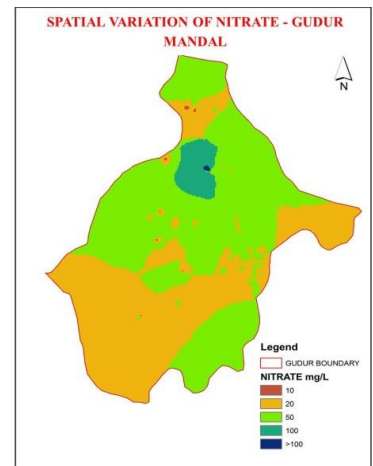 SPATIAL VARIATION OF NITRATE - GUDUR
MANDAL
N
Legend
GUDUR BOUNDARY
NITRATE mg/L
10
20
50
100
>100